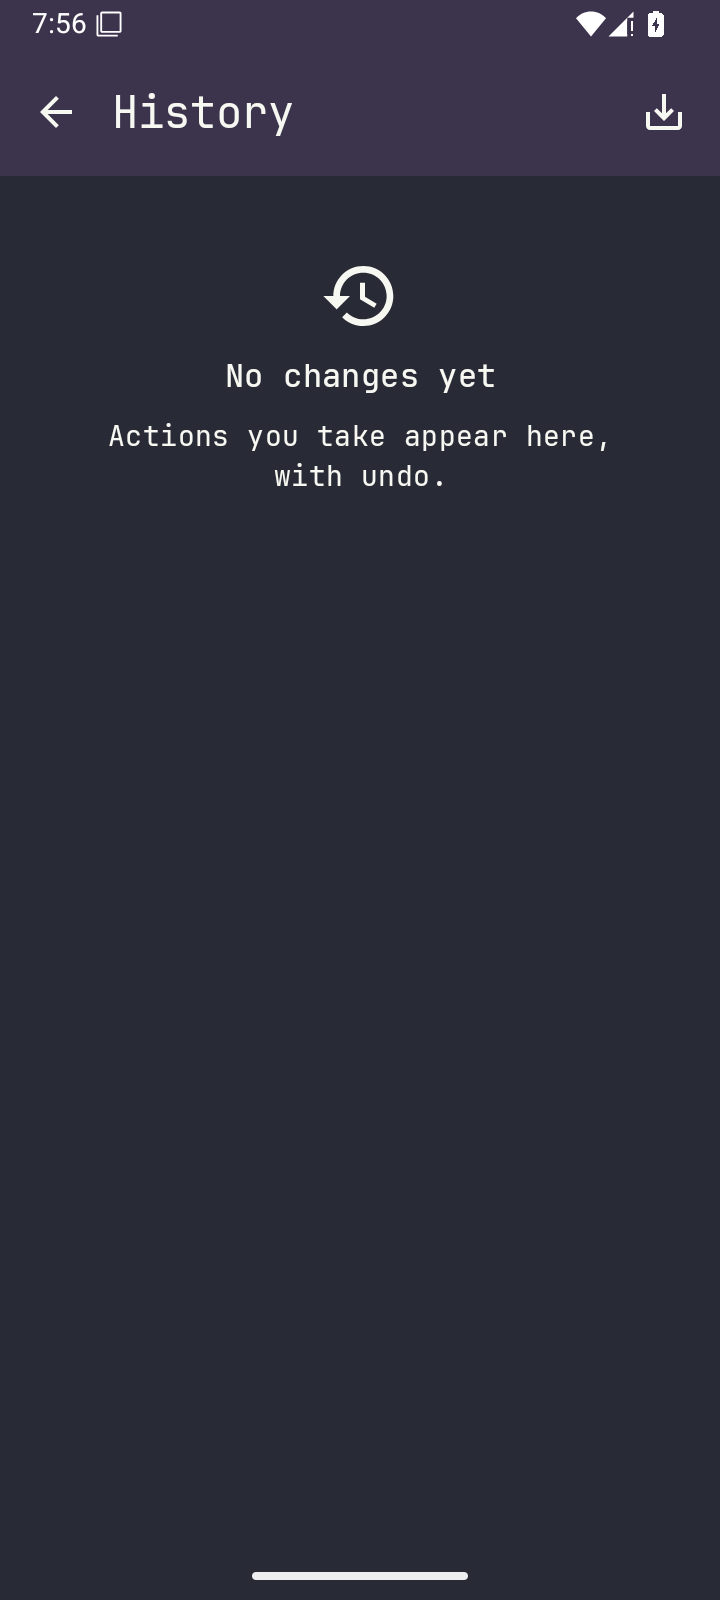 7:56
History
No changes yet
Actions you take appear here,
with undo.